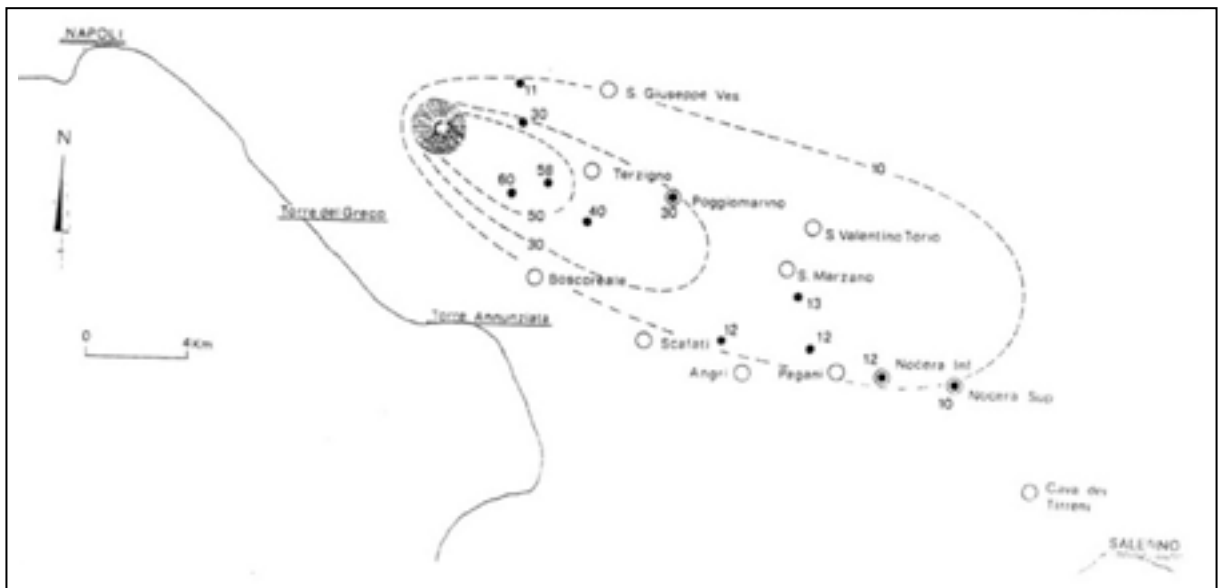 NAPOLI
11
S. Giuseppe Ves
30
N
10
Terzigno
58
60
Poggiomarino
30
40
50
Torre del Greco
S Valentino Torio
30
S. Marzano
Boscoreale
13
Torre Annunziata
12
12
0 4Km
Scafati
12
Nocera Inf
Angri
Pagani
Nocera Sup
10
Cava dei
Tirreni
SALERNO